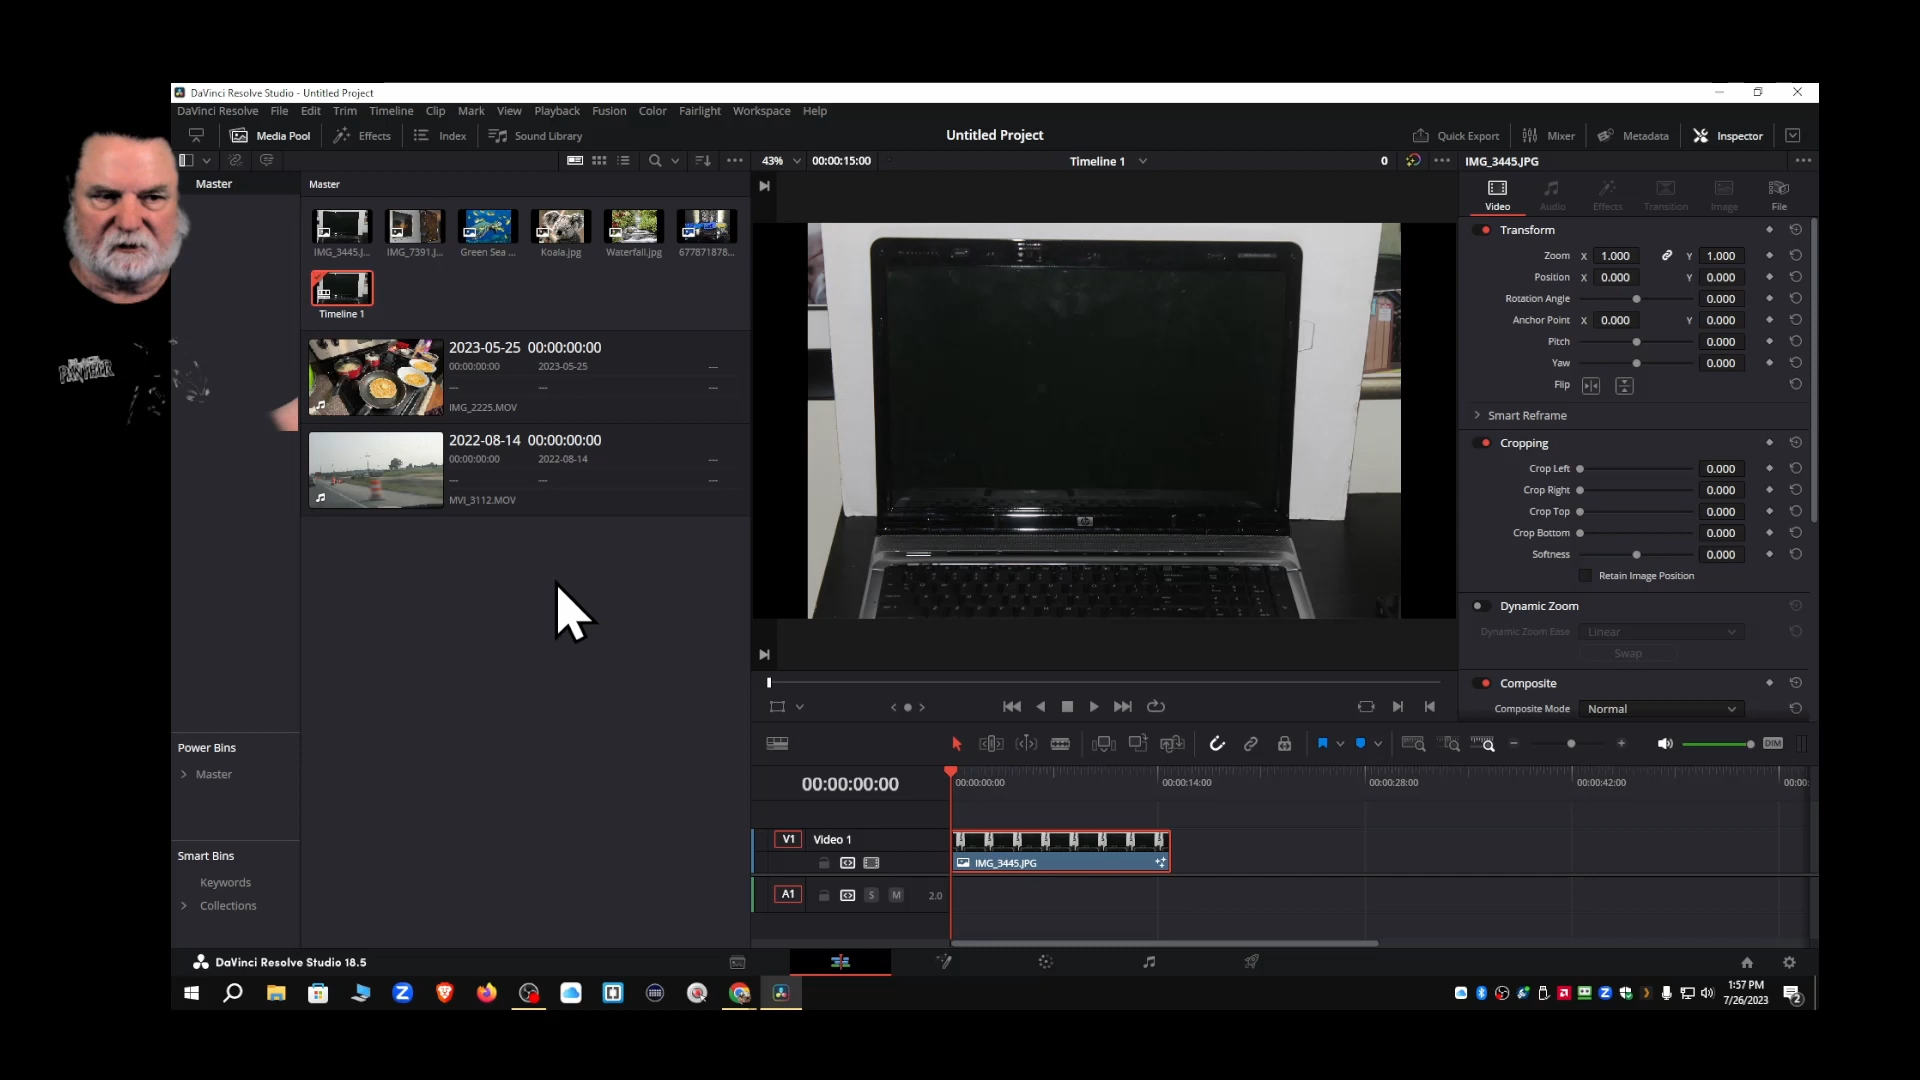 DaVinci Resolve Studio - Untitled Project
DaVinci Resolve File Edit Trim Timeline Clip Mark View Playback Fusion Color Fairlight Workspace Help
Media Pool Effects Index Sound Library Untitled Project Quick Export Mixer Metadata Inspector
43% 00:00:15:00 Timeline 1 0 IMG_3445.JPG
Master Master
Video Audio Effects Transition Image File
IMG_3445.J... IMG_7391.J... Green Sea ... Koala.jpg Waterfall.jpg 677871878...
Timeline 1
Transform
Zoom X 1.000 Y 1.000
Position X 0.000 Y 0.000
Rotation Angle 0.000
Anchor Point X 0.000 Y 0.000
Pitch 0.000
Yaw 0.000
Flip
2023-05-25 00:00:00:00
00:00:00:00 2023-05-25 ---
--- --- ---
IMG_2225.MOV
2022-08-14 00:00:00:00
00:00:00:00 2022-08-14 ---
--- --- ---
MVI_3112.MOV
PANTHER
hp
Smart Reframe
Cropping
Crop Left 0.000
Crop Right 0.000
Crop Top 0.000
Crop Bottom 0.000
Softness 0.000
Retain Image Position
Dynamic Zoom
Dynamic Zoom Ease Linear
Swap
Composite
Composite Mode Normal
Power Bins
Master
Smart Bins
Keywords
Collections
DIM
00:00:00:00 00:00:00:00 00:00:14:00 00:00:28:00 00:00:42:00 00:00:
V1 Video 1
IMG_3445.JPG
A1 S M 2.0
DaVinci Resolve Studio 18.5
1:57 PM
7/26/2023
2